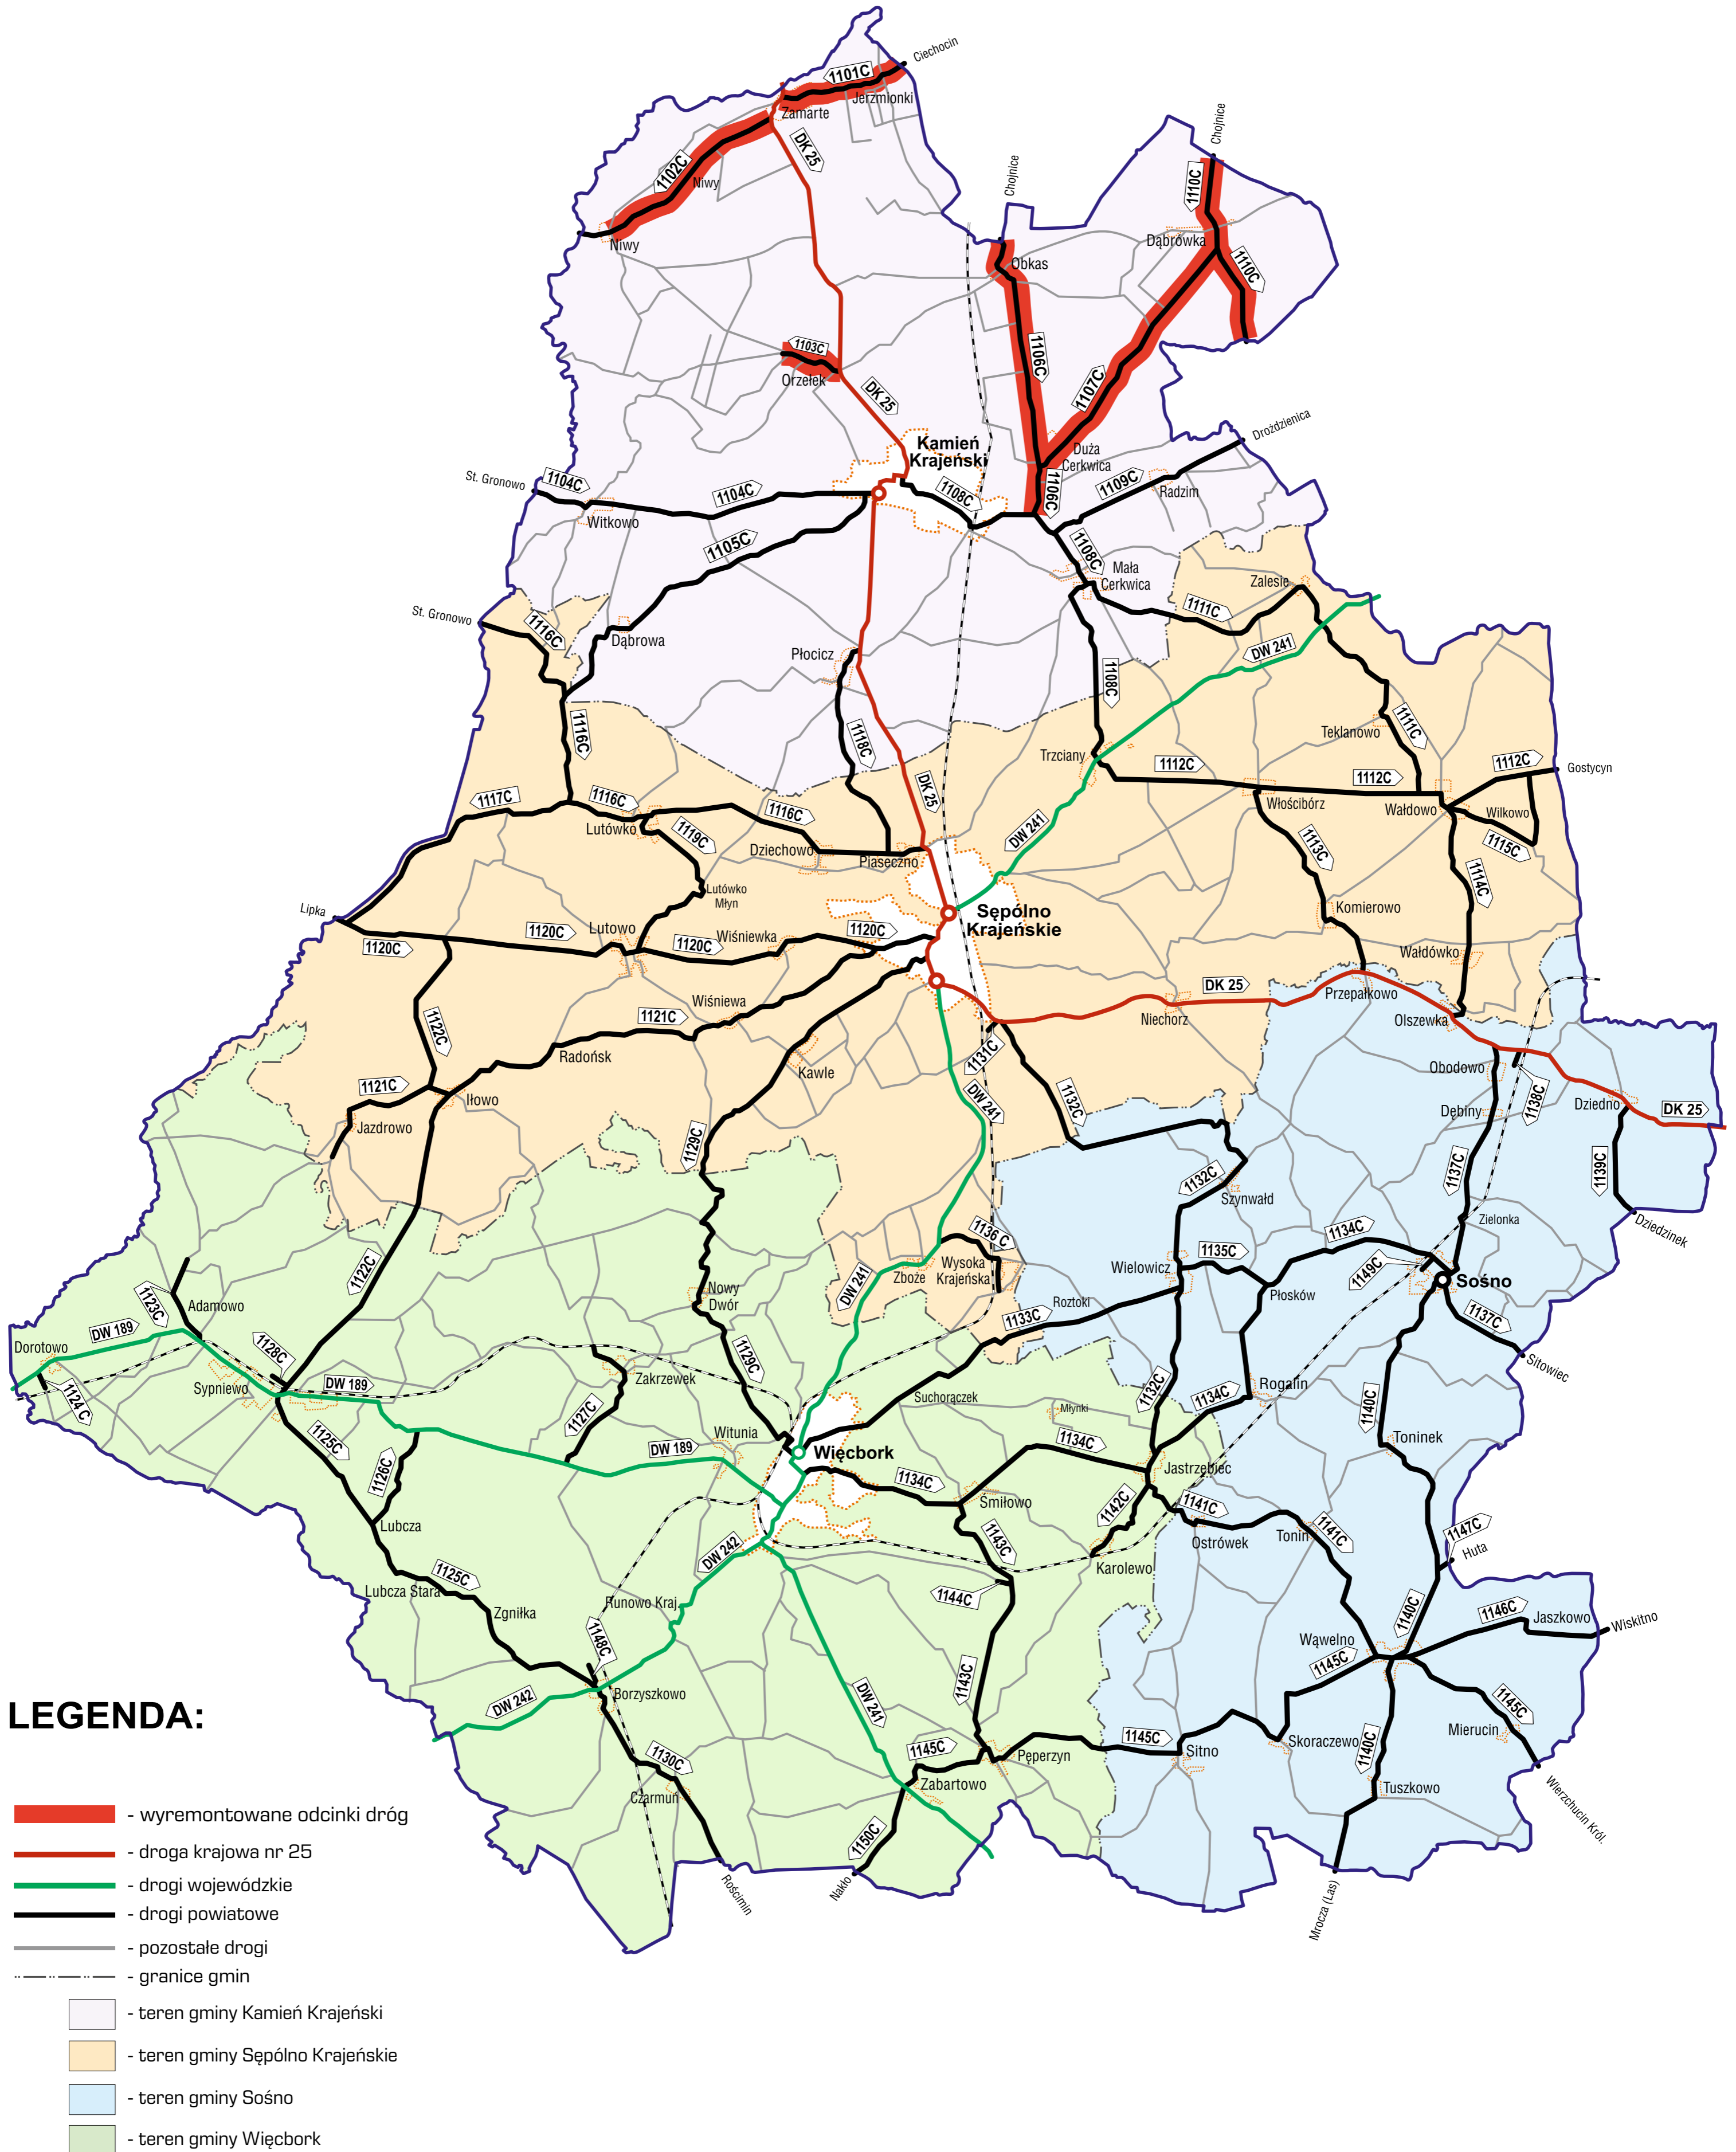 Ciechocin
1101C
Jerzmionki
Zamarte
DK 25
1102C
Niwy
Niwy
Chojnice
Chojnice
1110C
Dąbrówka
1110C
Obkas
1103C
Orzełek
DK 25
1106C
1107C
Kamień
Krajeński
Duża
Cerkwica
Drożdzienica
St. Gronowo
1104C
1104C
1108C
1106C
1109C
Radzim
Witkowo
1105C
1108C
Mała
Cerkwica
Zalesie
St. Gronowo
1116C
1111C
Dąbrowa
Płocicz
DW 241
1108C
1116C
1118C
Teklanowo
1111C
Trzciany
1112C
1112C
1112C
Gostycyn
DK 25
1117C
1116C
1116C
Włościbórz
Wałdowo
Wilkowo
Lutówko
1119C
DW 241
1113C
1115C
Dziechowo
Piaseczno
1114C
Lutówko
Młyn
Lipka
Sępólno
Krajeńskie
Komierowo
1120C
1120C
Lutowo
1120C
Wiśniewka
1120C
Wałdówko
DK 25
Przepałkowo
Wiśniewa
Niechorz
Olszewka
1121C
1122C
Radońsk
1131C
Kawle
Obodowo
1121C
Iłowo
DW 241
1132C
Dębiny
1138C
Dziedno
DK 25
Jazdrowo
1129C
1137C
1139C
1132C
Szynwałd
Zielonka
Dziedzinek
1136 C
1134C
1135C
1122C
Zboże
Wysoka
Krajeńska
Wielowicz
1149C
Sośno
1123C
Adamowo
Nowy
Dwór
DW 241
Roztoki
Płosków
1133C
1137C
DW 189
Dorotowo
1128C
1129C
Sitowiec
Sypniewo
DW 189
Zakrzewek
1124 C
Suchorączek
1132C
1134C
Rogalin
1127C
Młynki
1140C
1125C
Witunia
DW 189
Więcbork
1134C
Toninek
1126C
1134C
Jastrzębiec
Śmiłowo
1142C
1141C
Lubcza
Tonin
1141C
Ostrówek
1147C
DW 242
1143C
Huta
Karolewo
1125C
Lubcza Stara
1144C
Runowo Kraj.
Zgniłka
1140C
1146C
Jaszkowo
Wiskitno
1148C
Wąwelno
1145C
1143C
Borzyszkowo
DW 242
DW 241
1145C
Mierucin
1145C
1145C
Skoraczewo
1140C
Sitno
Pęperzyn
1130C
Zabartowo
Tuszkowo
Czarmuń
Wierzchucin Król.
1150C
Nakło
Rościmin
Mrocza (Las)
LEGENDA:
- wyremontowane odcinki dróg
- droga krajowa nr 25
- drogi wojewódzkie
- drogi powiatowe
- pozostałe drogi
- granice gmin
- teren gminy Kamień Krajeński
- teren gminy Sępólno Krajeńskie
- teren gminy Sośno
- teren gminy Więcbork